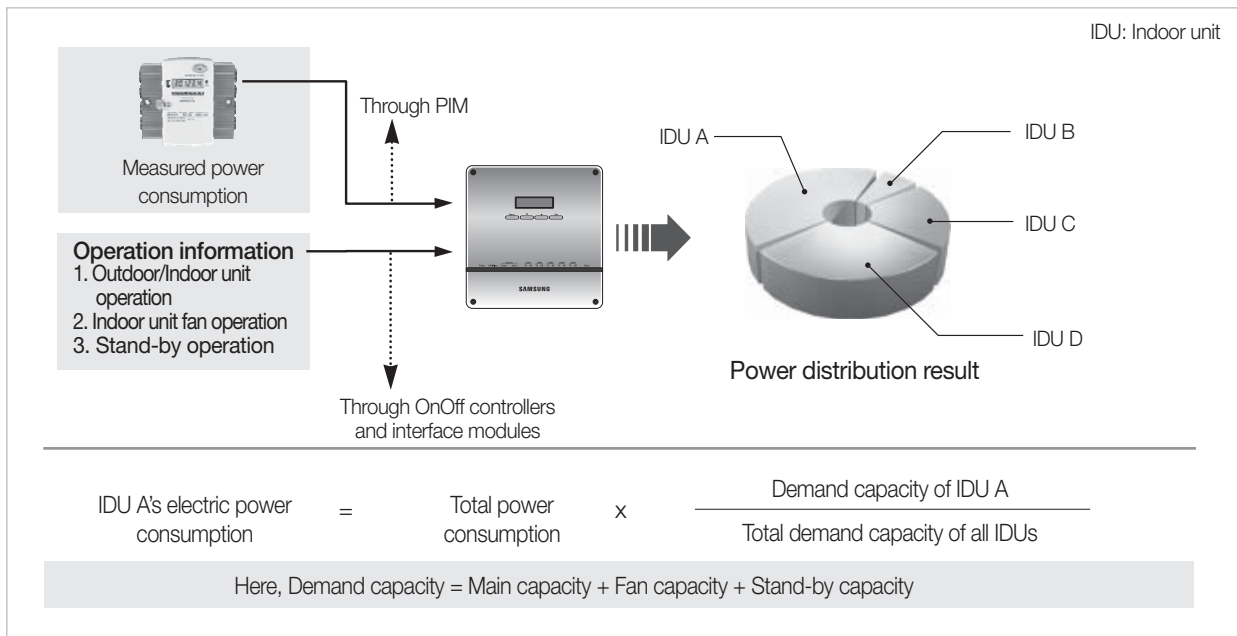 IDU: Indoor unit
Measured power
consumption
Through PIM
Operation information
1. Outdoor/Indoor unit
operation
2. Indoor unit fan operation
3. Stand-by operation
SAMSUNG
Through OnOff controllers
and interface modules
IDU A
IDU B
IDU C
IDU D
Power distribution result
IDU A's electric power
consumption
=
Total power
consumption
x
Demand capacity of IDU A
Total demand capacity of all IDUs
Here, Demand capacity = Main capacity + Fan capacity + Stand-by capacity